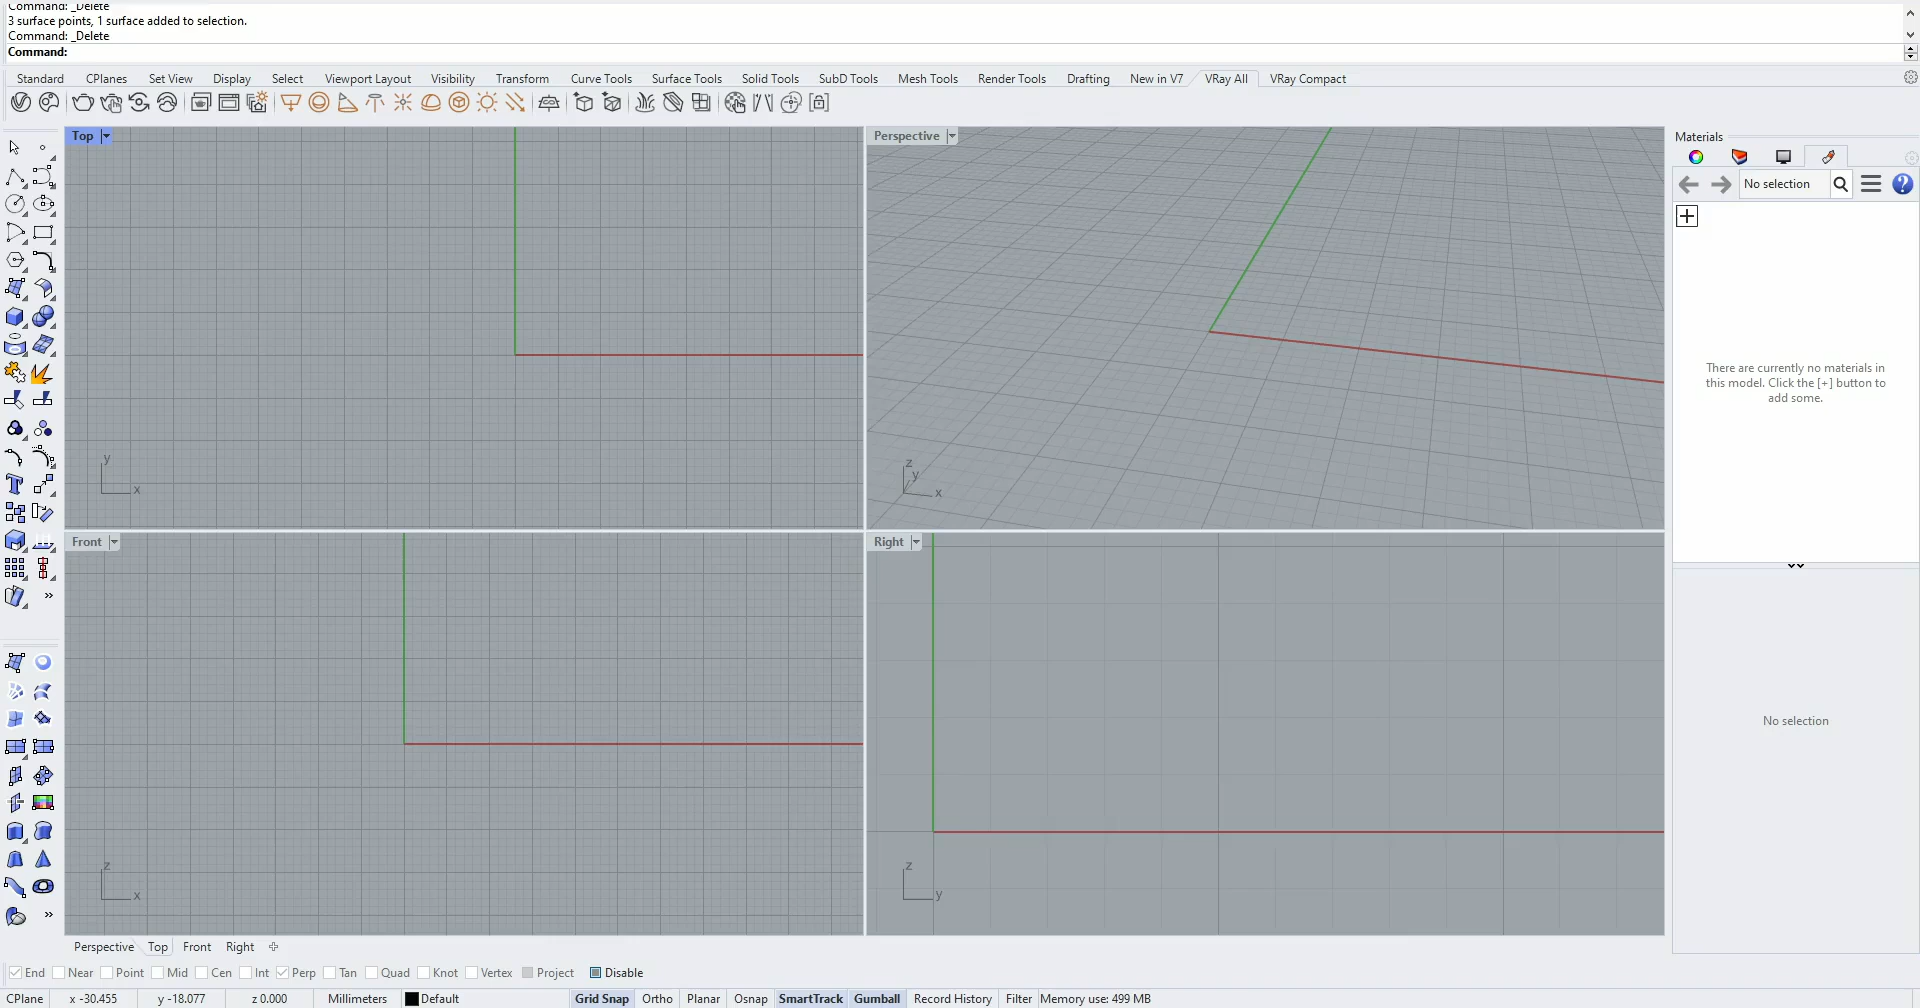 Command: _Delete
3 surface points, 1 surface added to selection.
Command: _Delete
Command:
Standard CPlanes Set View Display Select Viewport Layout Visibility Transform Curve Tools Surface Tools Solid Tools SubD Tools Mesh Tools Render Tools Drafting New in V7 VRay All VRay Compact
Top
Perspective
Materials
No selection
There are currently no materials in
this model. Click the [+] button to
add some.
y
x
z
y
x
Front
Right
No selection
z
x
z
y
Perspective Top Front Right
End Near Point Mid Cen Int Perp Tan Quad Knot Vertex Project Disable
CPlane x -30.455 y -18.077 z 0.000 Millimeters Default Grid Snap Ortho Planar Osnap SmartTrack Gumball Record History Filter Memory use: 499 MB